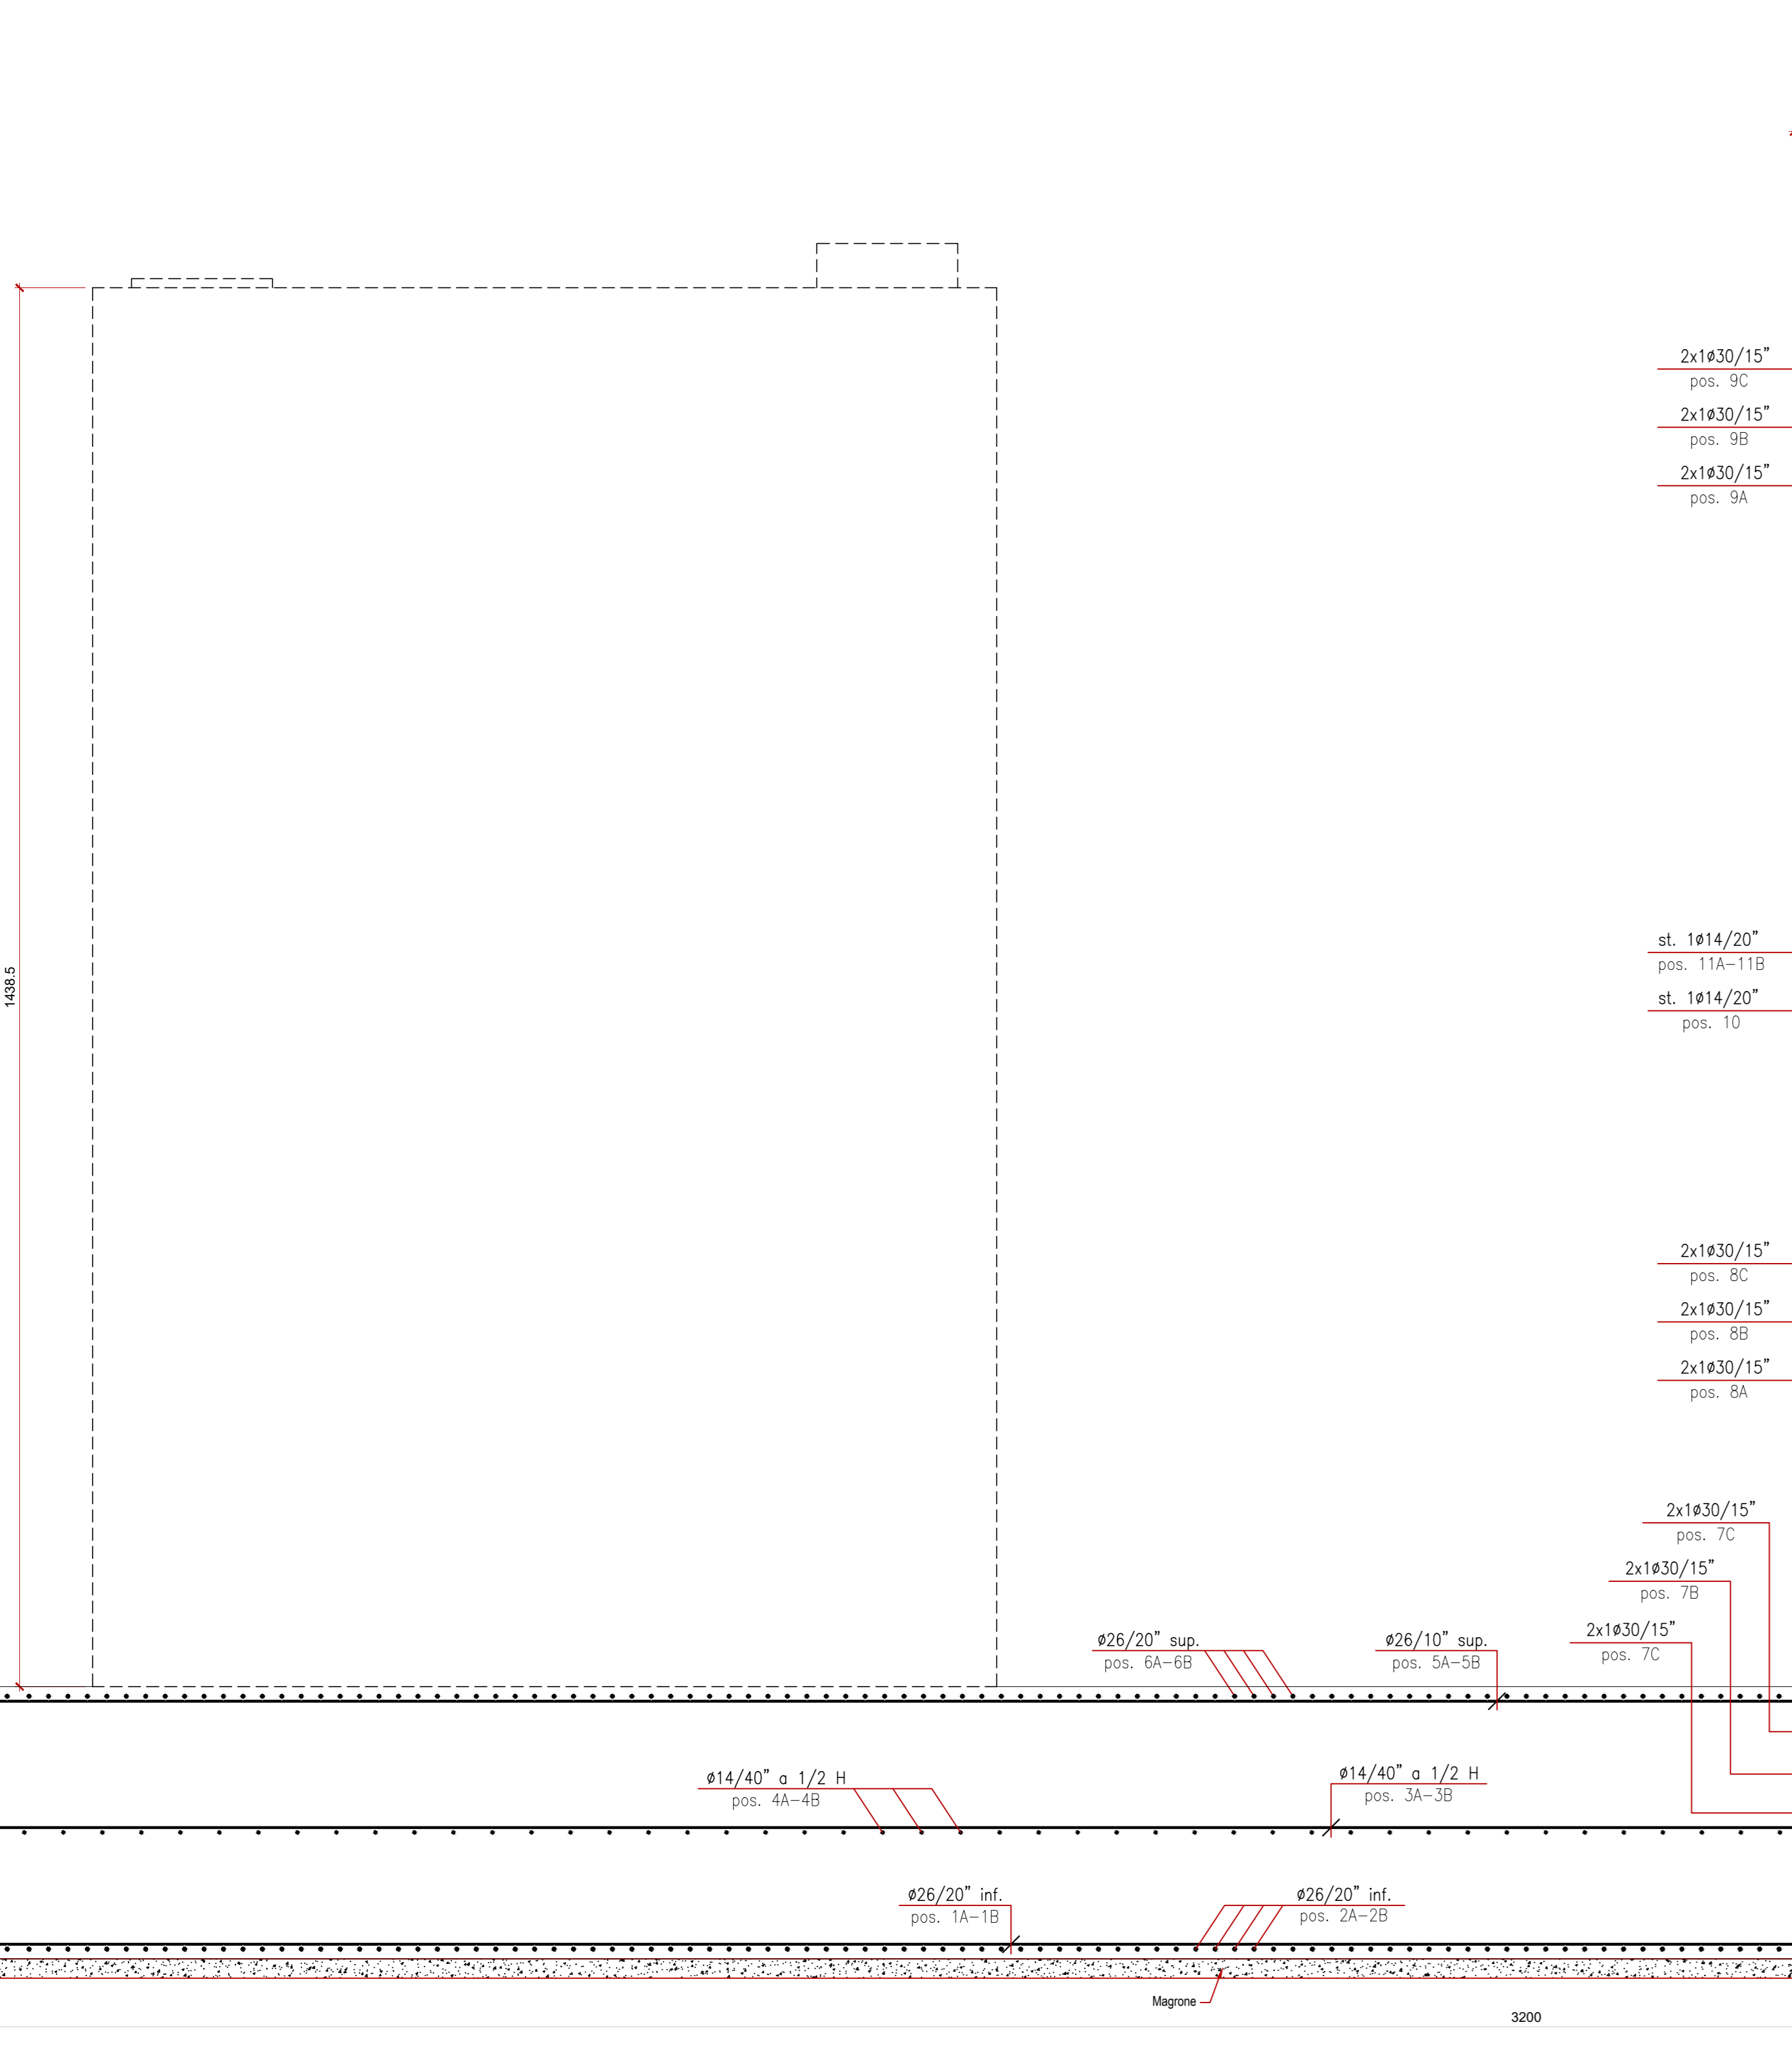 2x1ø30/15”
pos. 9C
2x1ø30/15”
pos. 9B
2x1ø30/15”
pos. 9A
1438.5
st. 1ø14/20”
pos. 11A-11B
st. 1ø14/20”
pos. 10
2x1ø30/15”
pos. 8C
2x1ø30/15”
pos. 8B
2x1ø30/15”
pos. 8A
2x1ø30/15”
pos. 7C
2x1ø30/15”
pos. 7B
2x1ø30/15”
pos. 7C
ø26/20” sup.
pos. 6A-6B
ø26/10” sup.
pos. 5A-5B
ø14/40” a 1/2 H
pos. 4A-4B
ø14/40” a 1/2 H
pos. 3A-3B
ø26/20” inf.
pos. 1A-1B
ø26/20” inf.
pos. 2A-2B
Magrone
3200